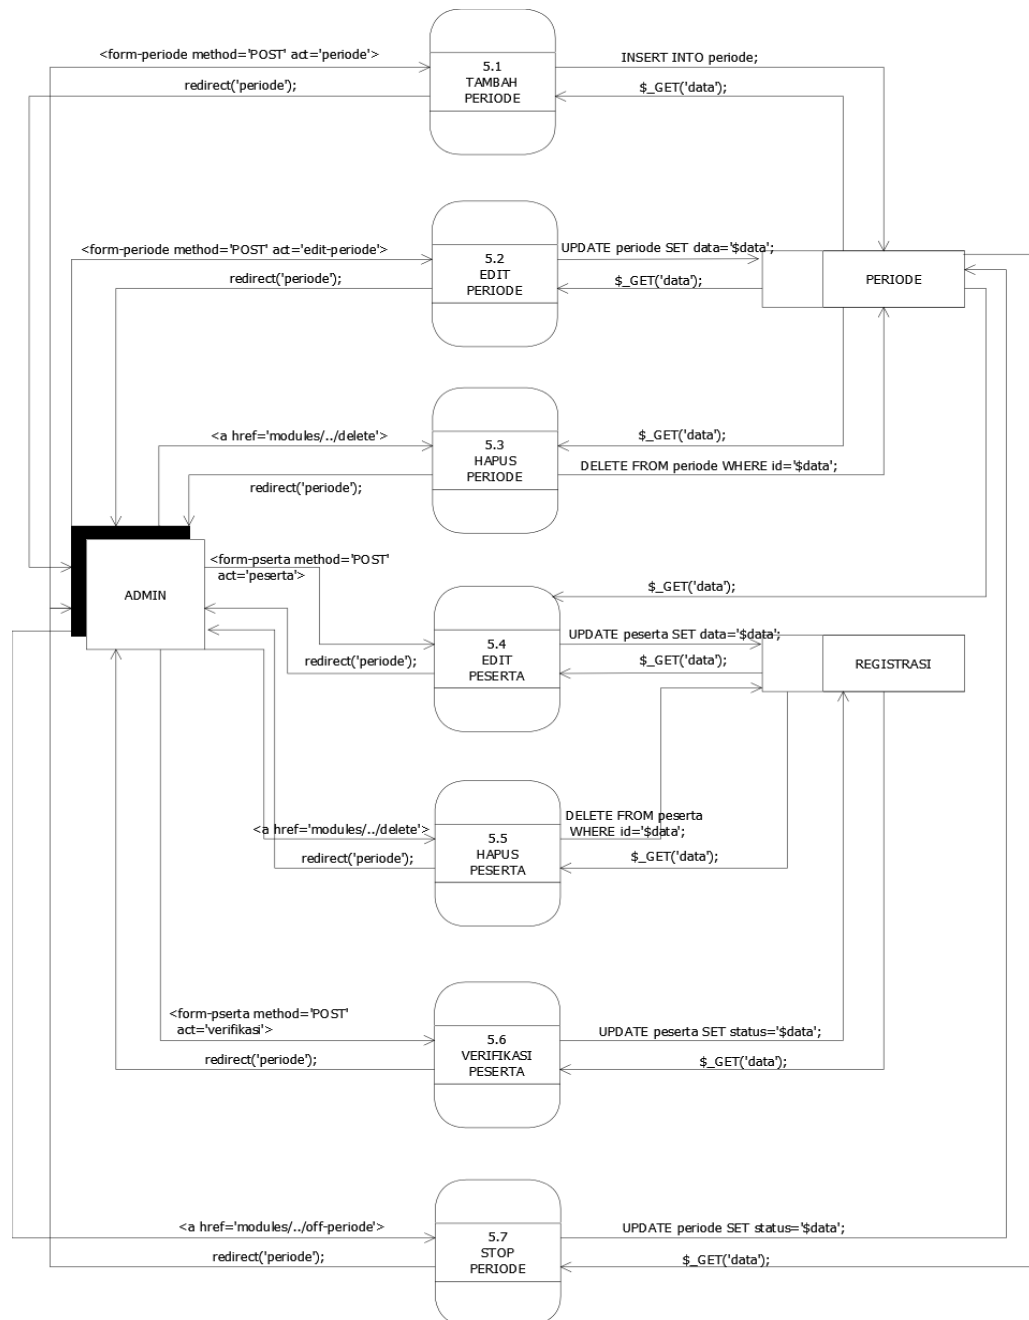 <form-periode method='POST' act='periode'>
redirect('periode');
5.1
TAMBAH
PERIODE
INSERT INTO periode;
$_GET('data');
<form-periode method='POST' act='edit-periode'>
redirect('periode');
5.2
EDIT
PERIODE
UPDATE periode SET data='$data';
$_GET('data');
PERIODE
<a href='modules/../delete'>
redirect('periode');
5.3
HAPUS
PERIODE
$_GET('data');
DELETE FROM periode WHERE id='$data';
ADMIN
<form-pserta method='POST'
act='peserta'>
redirect('periode');
5.4
EDIT
PESERTA
$_GET('data');
UPDATE peserta SET data='$data';
$_GET('data');
REGISTRASI
<a href='modules/../delete'>
redirect('periode');
5.5
HAPUS
PESERTA
DELETE FROM peserta
WHERE id='$data';
$_GET('data');
<form-pserta method='POST'
act='verifikasi'>
redirect('periode');
5.6
VERIFIKASI
PESERTA
UPDATE peserta SET status='$data';
$_GET('data');
<a href='modules/../off-periode'>
redirect('periode');
5.7
STOP
PERIODE
UPDATE periode SET status='$data';
$_GET('data');